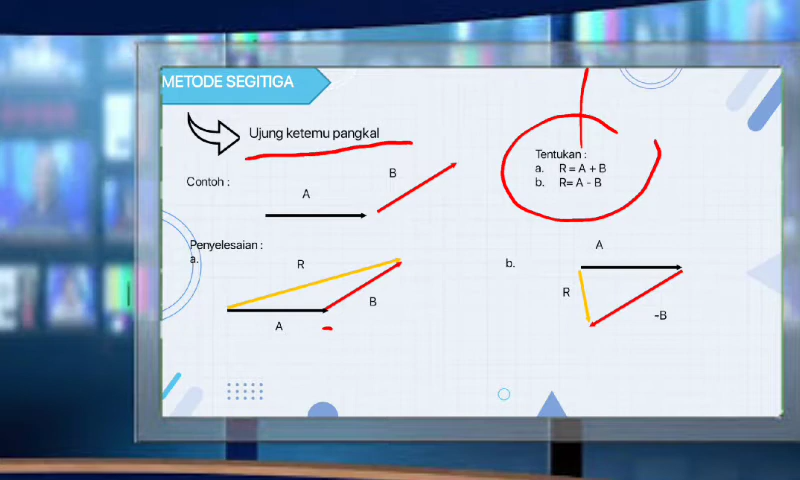 METODE SEGITIGA
Ujung ketemu pangkal
Contoh :
A
B
Tentukan :
a. R = A + B
b. R= A - B
Penyelesaian :
a.
R
B
A
b.
A
R
-B